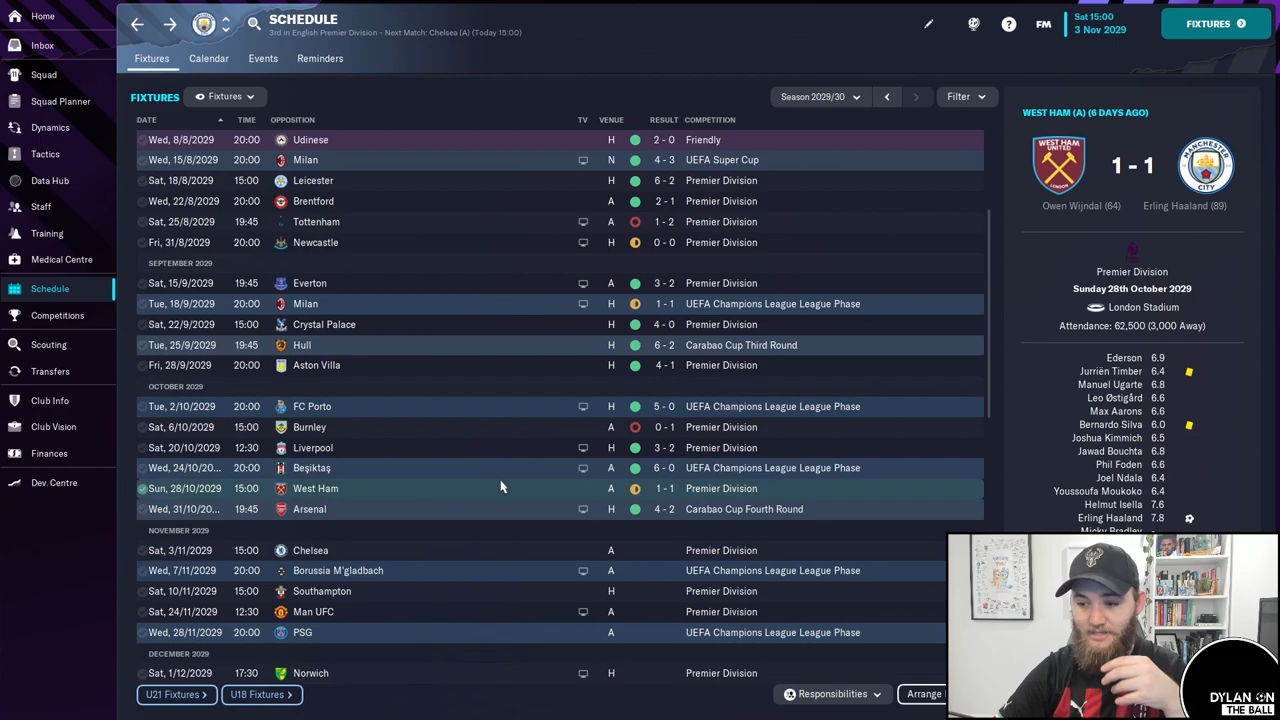 Home
SCHEDULE
3rd in English Premier Division - Next Match: Chelsea (A) (Today 15:00)
FM
Sat 15:00
3 Nov 2029
FIXTURES
Inbox
Fixtures
Calendar
Events
Reminders
Squad
Squad Planner
Dynamics
Tactics
Data Hub
Staff
Training
Medical Centre
Schedule
Competitions
Scouting
Transfers
Club Info
Club Vision
Finances
Dev. Centre
FIXTURES
Fixtures
Season 2029/30
Filter
DATE TIME OPPOSITION TV VENUE RESULT COMPETITION
Wed, 8/8/2029 20:00 Udinese H 2 - 0 Friendly
Wed, 15/8/2029 20:00 Milan N 4 - 3 UEFA Super Cup
Sat, 18/8/2029 15:00 Leicester H 6 - 2 Premier Division
Wed, 22/8/2029 20:00 Brentford A 2 - 1 Premier Division
Sat, 25/8/2029 19:45 Tottenham A 1 - 2 Premier Division
Fri, 31/8/2029 20:00 Newcastle H 0 - 0 Premier Division
SEPTEMBER 2029
Sat, 15/9/2029 19:45 Everton A 3 - 2 Premier Division
Tue, 18/9/2029 20:00 Milan H 1 - 1 UEFA Champions League League Phase
Sat, 22/9/2029 15:00 Crystal Palace H 4 - 0 Premier Division
Tue, 25/9/2029 19:45 Hull H 6 - 2 Carabao Cup Third Round
Fri, 28/9/2029 20:00 Aston Villa H 4 - 1 Premier Division
OCTOBER 2029
Tue, 2/10/2029 20:00 FC Porto H 5 - 0 UEFA Champions League League Phase
Sat, 6/10/2029 15:00 Burnley A 0 - 1 Premier Division
Sat, 20/10/2029 12:30 Liverpool H 3 - 2 Premier Division
Wed, 24/10/20... 20:00 Beşiktaş A 6 - 0 UEFA Champions League League Phase
Sun, 28/10/2029 15:00 West Ham A 1 - 1 Premier Division
Wed, 31/10/20... 19:45 Arsenal H 4 - 2 Carabao Cup Fourth Round
NOVEMBER 2029
Sat, 3/11/2029 15:00 Chelsea A Premier Division
Wed, 7/11/2029 20:00 Borussia M'gladbach A UEFA Champions League League Phase
Sat, 10/11/2029 15:00 Southampton H Premier Division
Sat, 24/11/2029 12:30 Man UFC A Premier Division
Wed, 28/11/2029 20:00 PSG A UEFA Champions League League Phase
DECEMBER 2029
Sat, 1/12/2029 17:30 Norwich H Premier Division
U21 Fixtures
U18 Fixtures
Responsibilities
Arrange
WEST HAM (A) (6 DAYS AGO)
WEST HAM
UNITED
LONDON
1 - 1
Owen Wijndal (64)
Erling Haaland (89)
Premier Division
Sunday 28th October 2029
London Stadium
Attendance: 62,500 (3,000 Away)
Ederson 6.9
Jurriën Timber 6.4
Manuel Ugarte 6.8
Leo Østigård 6.6
Max Aarons 6.6
Bernardo Silva 6.0
Joshua Kimmich 6.5
Jawad Bouchta 6.8
Phil Foden 6.6
Joel Ndala 6.4
Youssoufa Moukoko 6.4
Helmut Isella 7.6
Erling Haaland 7.8
Micky Bradley
DYLAN ON
THE BALL